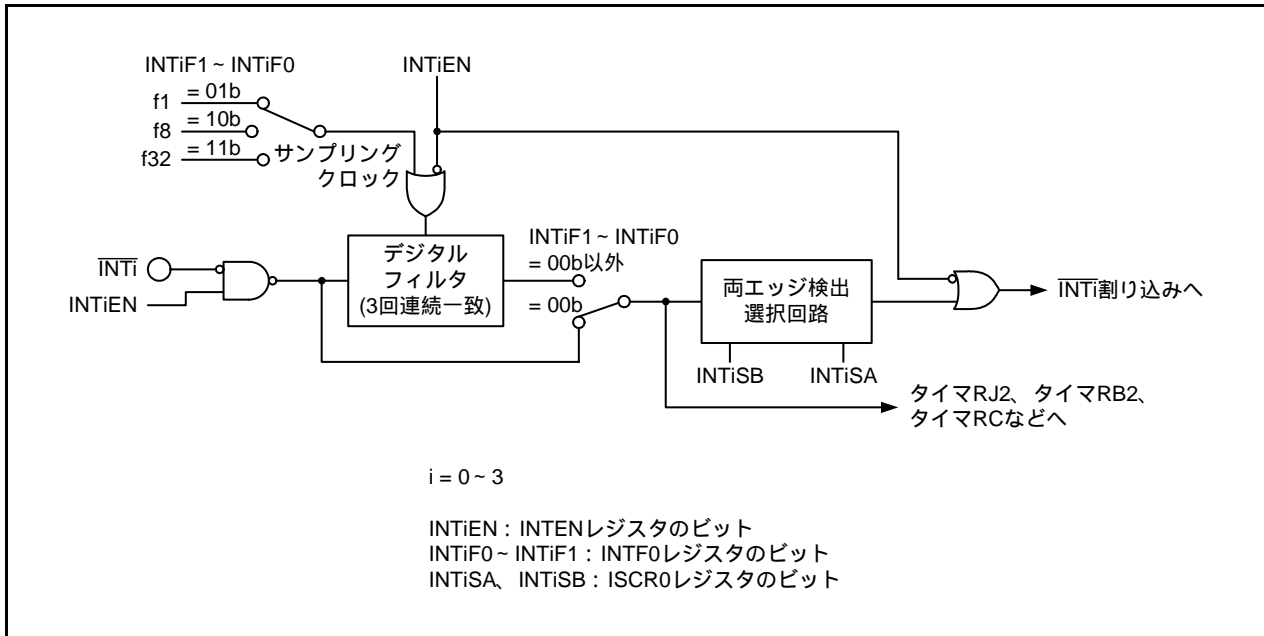 INTiF1 ~ INTiF0
INTiEN
f1
= 01b
f8
= 10b
f32
= 11b
サンプリング
クロック
INTi
INTiEN
デジタル
フィルタ
(3回連続一致)
INTiF1 ~ INTiF0
= 00b以外
= 00b
両エッジ検出
選択回路
INTi割り込みへ
INTiSB
INTiSA
タイマRJ2、タイマRB2、
タイマRCなどへ
i = 0 ~ 3
INTiEN : INTENレジスタのビット
INTiF0 ~ INTiF1 : INTF0レジスタのビット
INTiSA、INTiSB : ISCR0レジスタのビット